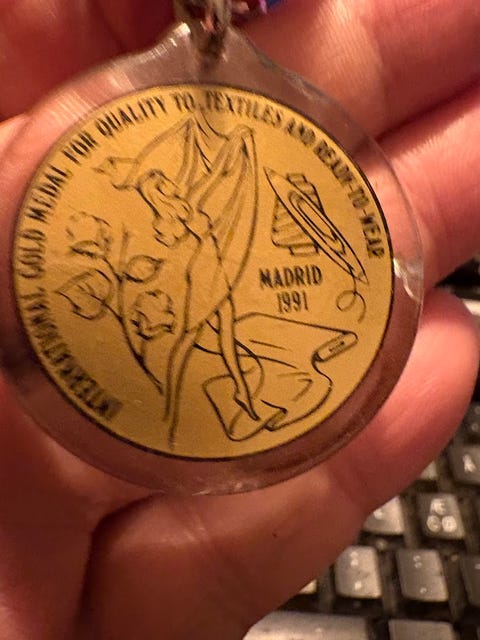 INTERNATIONAL GOLD MEDAL FOR QUALITY TO TEXTILES AND READY-TO-WEAR
MADRID
1991